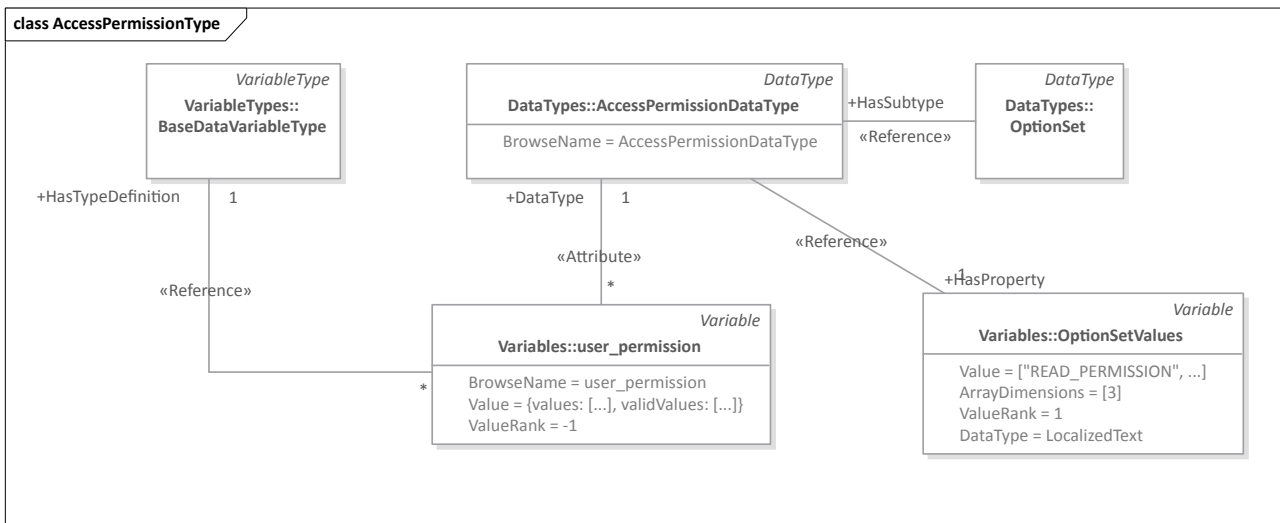 class AccessPermissionType
VariableType
VariableTypes::
BaseDataVariableType
DataType
DataTypes::AccessPermissionDataType
BrowseName = AccessPermissionDataType
+HasSubtype
«Reference»
DataType
DataTypes::
OptionSet
+HasTypeDefinition
1
+DataType
1
«Reference»
«Attribute»
«Reference»
*
1
+HasProperty
Variable
Variables::user_permission
BrowseName = user_permission
Value = {values: [...], validValues: [...]}
ValueRank = -1
*
Variable
Variables::OptionSetValues
Value = ["READ_PERMISSION", ...]
ArrayDimensions = [3]
ValueRank = 1
DataType = LocalizedText